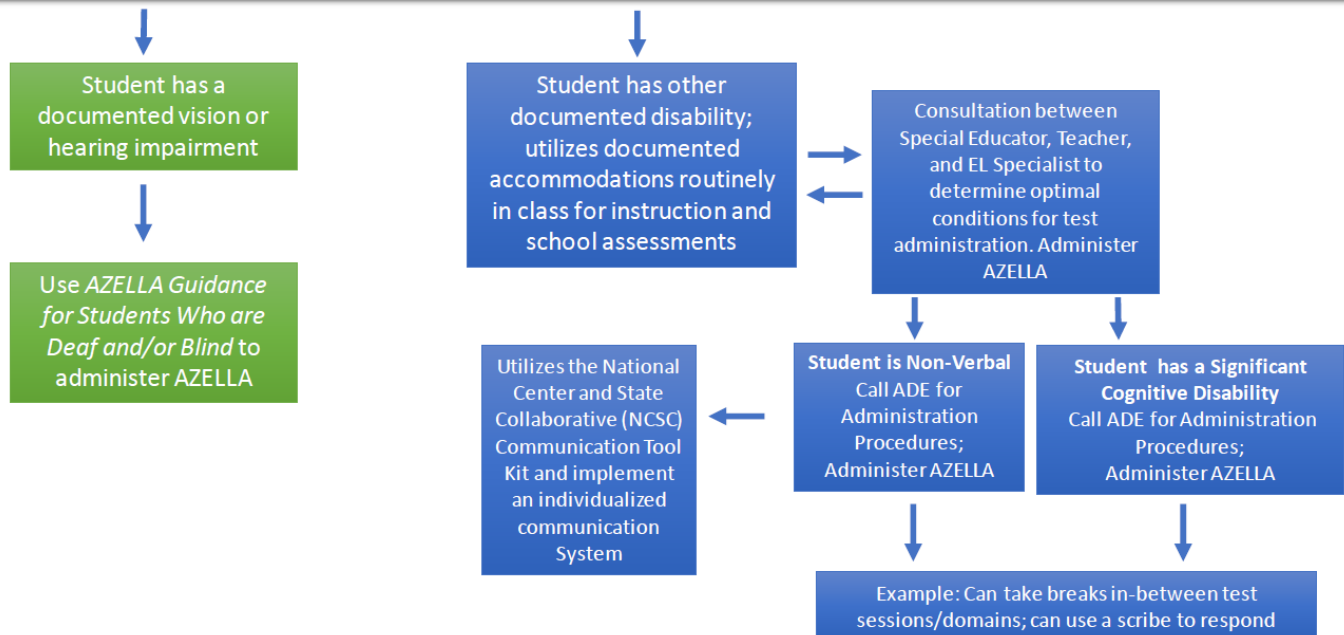 Student has a
documented vision or
hearing impairment
Use AZELLA Guidance
for Students Who are
Deaf and/or Blind to
administer AZELLA
Student has other
documented disability;
utilizes documented
accommodations routinely
in class for instruction and
school assessments
Consultation between
Special Educator, Teacher,
and EL Specialist to
determine optimal
conditions for test
administration. Administer
AZELLA
Utilizes the National
Center and State
Collaborative (NCSC)
Communication Tool
Kit and implement
an individualized
communication
System
Student is Non-Verbal
Call ADE for
Administration
Procedures;
Administer AZELLA
Student has a Significant
Cognitive Disability
Call ADE for Administration
Procedures;
Administer AZELLA
Example: Can take breaks in-between test
sessions/domains; can use a scribe to respond